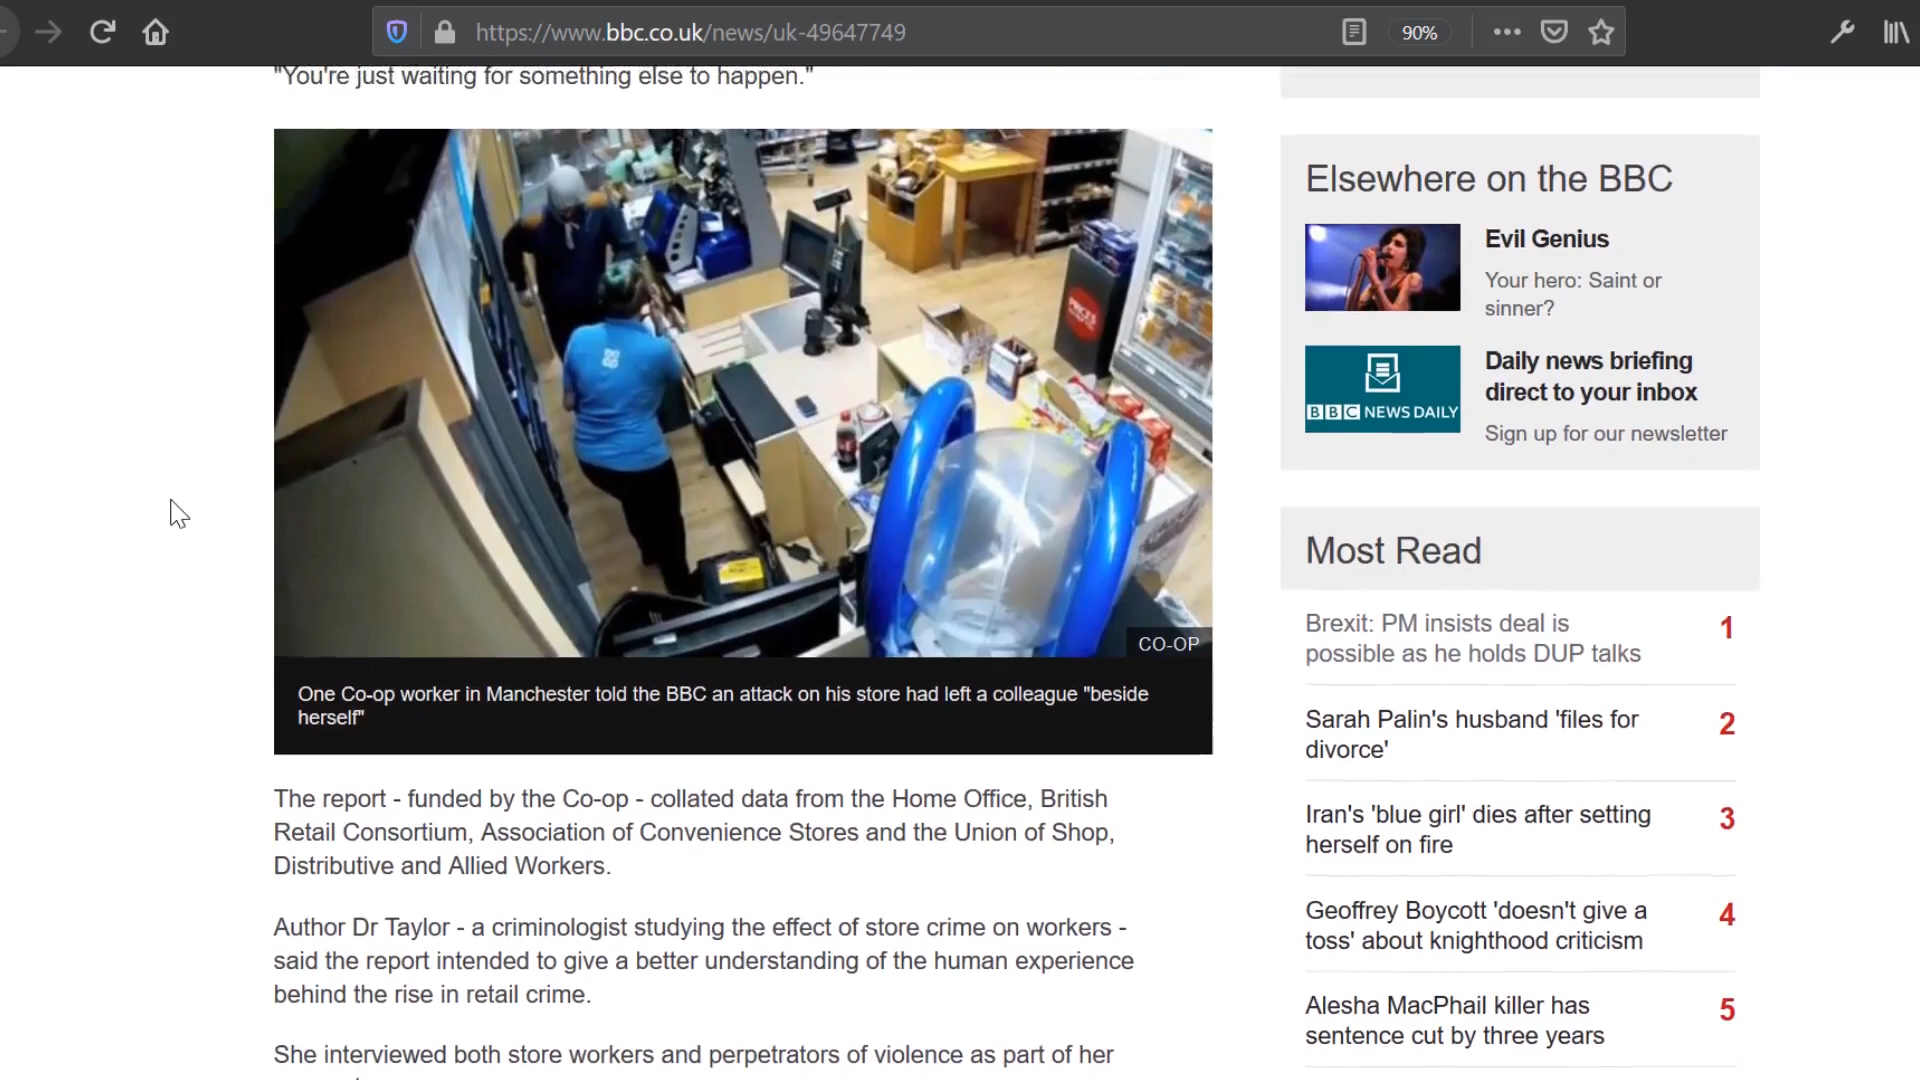 https://www.bbc.co.uk/news/uk-49647749
90%
"You're just waiting for something else to happen."
CO-OP
One Co-op worker in Manchester told the BBC an attack on his store had left a colleague "beside
herself"
The report - funded by the Co-op - collated data from the Home Office, British
Retail Consortium, Association of Convenience Stores and the Union of Shop,
Distributive and Allied Workers.
Author Dr Taylor - a criminologist studying the effect of store crime on workers -
said the report intended to give a better understanding of the human experience
behind the rise in retail crime.
She interviewed both store workers and perpetrators of violence as part of her
Elsewhere on the BBC
Evil Genius
Your hero: Saint or
sinner?
BBC NEWS DAILY
Daily news briefing
direct to your inbox
Sign up for our newsletter
Most Read
Brexit: PM insists deal is
possible as he holds DUP talks
1
Sarah Palin's husband 'files for
divorce'
2
Iran's 'blue girl' dies after setting
herself on fire
3
Geoffrey Boycott 'doesn't give a
toss' about knighthood criticism
4
Alesha MacPhail killer has
sentence cut by three years
5